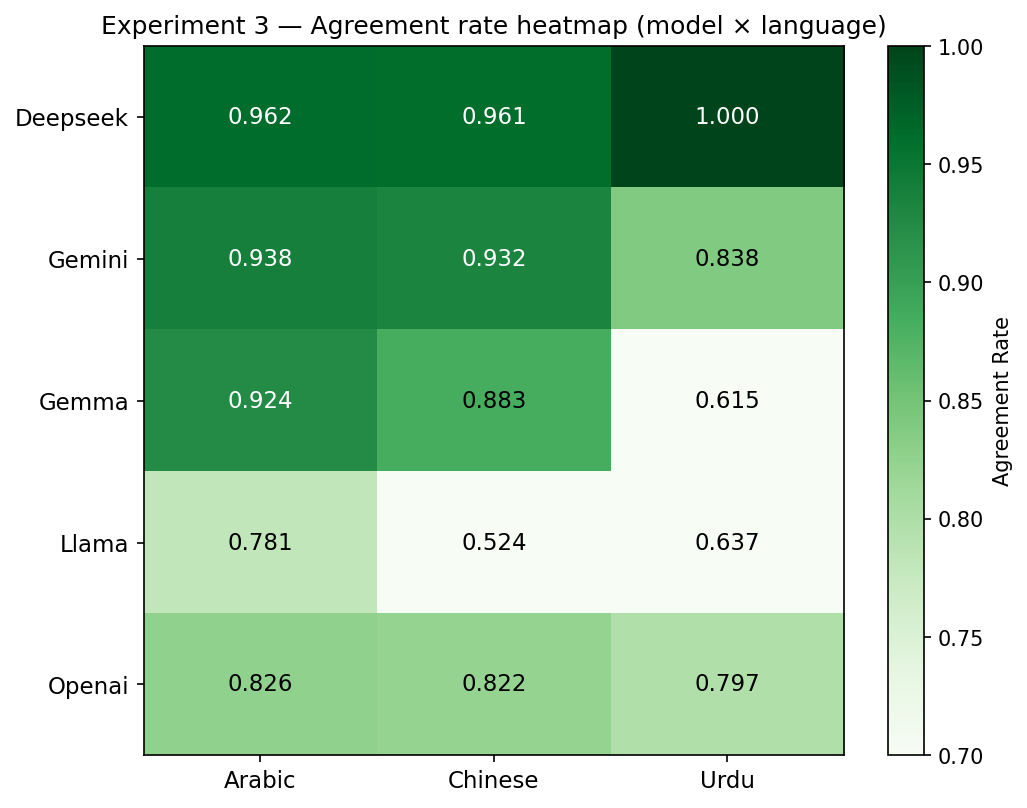 Experiment 3 — Agreement rate heatmap (model × language)
Deepseek 0.962 0.961 1.000
Gemini 0.938 0.932 0.838
Gemma 0.924 0.883 0.615
Llama 0.781 0.524 0.637
Openai 0.826 0.822 0.797
Arabic Chinese Urdu
1.00
0.95
0.90
0.85
0.80
0.75
0.70
Agreement Rate